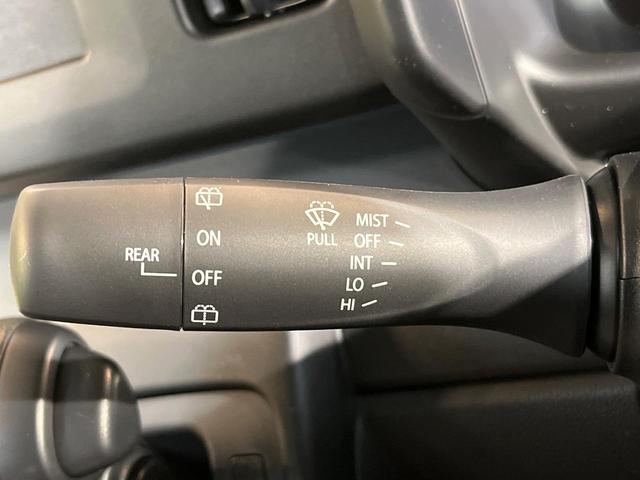 REAR
ON
OFF
PULL
MIST
OFF
INT
LO
HI